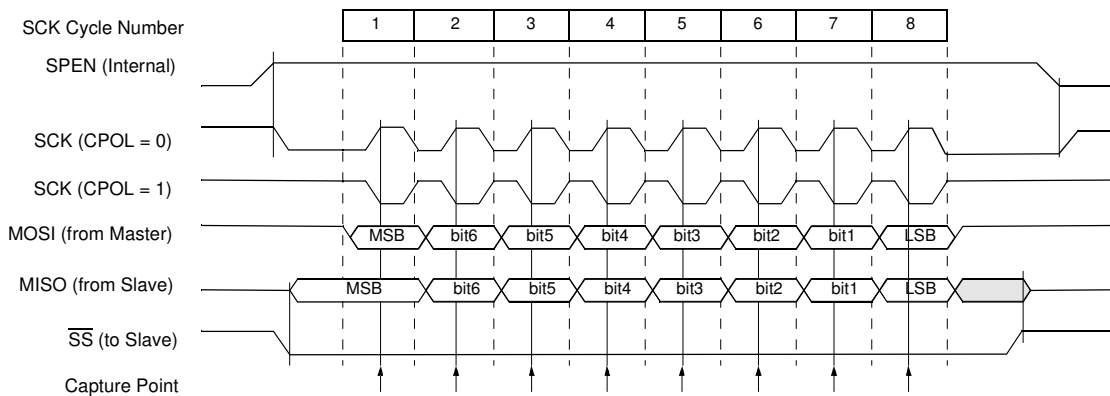 SCK Cycle Number 1 2 3 4 5 6 7 8
SPEN (Internal)
SCK (CPOL = 0)
SCK (CPOL = 1)
MOSI (from Master) MSB bit6 bit5 bit4 bit3 bit2 bit1 LSB
MISO (from Slave) MSB bit6 bit5 bit4 bit3 bit2 bit1 LSB
SS (to Slave)
Capture Point